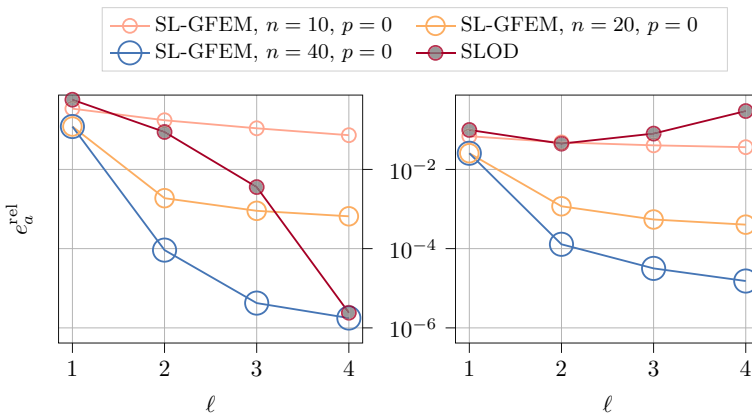 SL-GFEM, n = 10, p = 0
SL-GFEM, n = 20, p = 0
SL-GFEM, n = 40, p = 0
SLOD
e_a^rel
10^−2
10^−4
10^−6
1 2 3 4
1 2 3 4
ℓ
ℓ